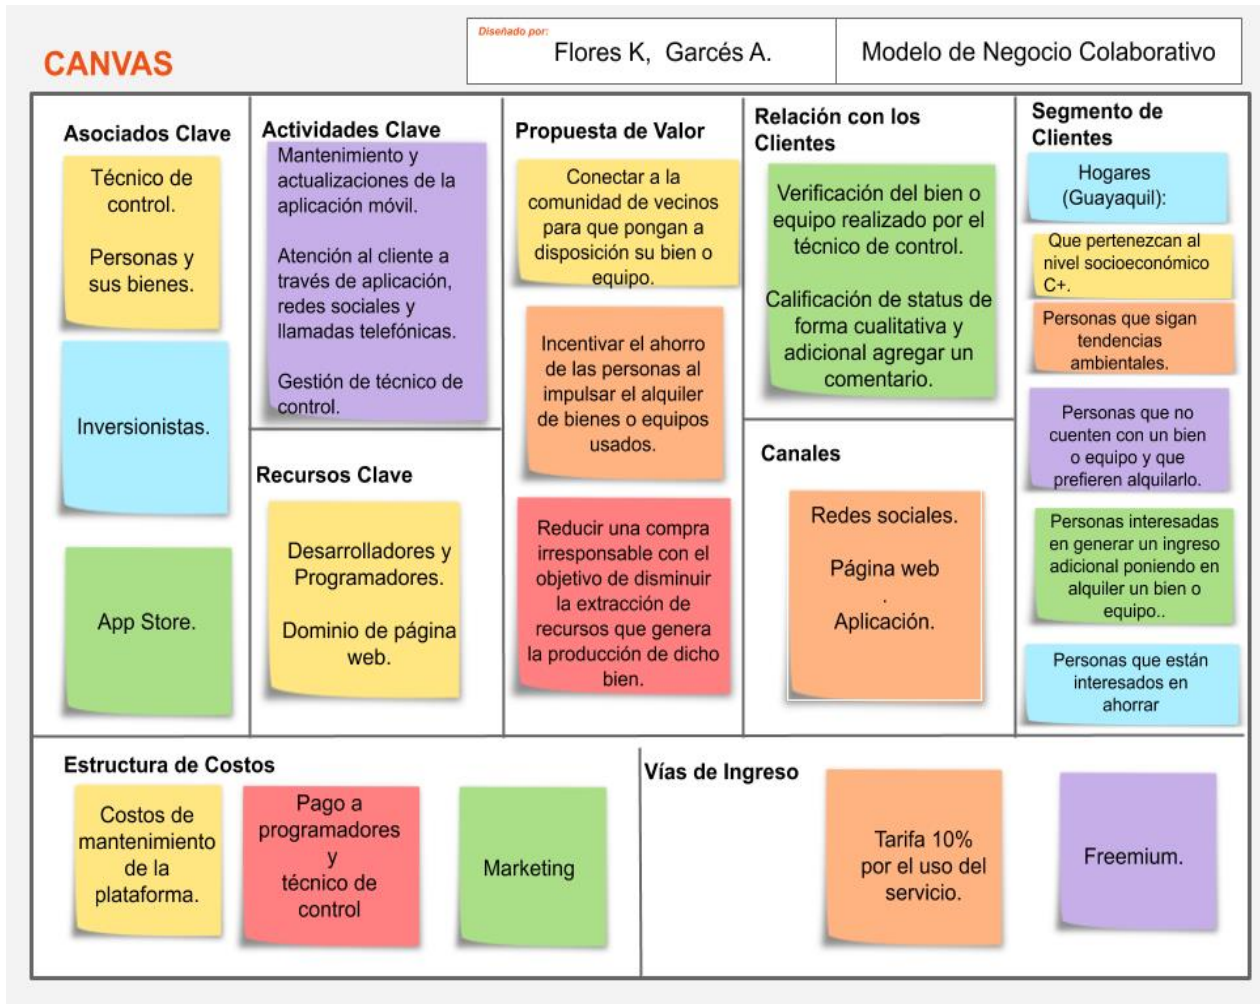 CANVAS
Diseñado por:
Flores K, Garcés A.
Modelo de Negocio Colaborativo
Asociados Clave
Técnico de
control.
Personas y
sus bienes.
Inversionistas.
App Store.
Actividades Clave
Mantenimiento y
actualizaciones de la
aplicación móvil.
Atención al cliente a
través de aplicación,
redes sociales y
llamadas telefónicas.
Gestión de técnico de
control.
Recursos Clave
Desarrolladores y
Programadores.
Dominio de página
web.
Propuesta de Valor
Conectar a la
comunidad de vecinos
para que pongan a
disposición su bien o
equipo.
Incentivar el ahorro
de las personas al
impulsar el alquiler
de bienes o equipos
usados.
Reducir una compra
irresponsable con el
objetivo de disminuir
la extracción de
recursos que genera
la producción de dicho
bien.
Relación con los
Clientes
Verificación del bien o
equipo realizado por el
técnico de control.
Calificación de status de
forma cualitativa y
adicional agregar un
comentario.
Canales
Redes sociales.
Página web
.
Aplicación.
Segmento de
Clientes
Hogares
(Guayaquil):
Que pertenezcan al
nivel socioeconómico
C+.
Personas que sigan
tendencias
ambientales.
Personas que no
cuenten con un bien
o equipo y que
prefieren alquilarlo.
Personas interesadas
en generar un ingreso
adicional poniendo en
alquiler un bien o
equipo..
Personas que están
interesados en
ahorrar
Estructura de Costos
Costos de
mantenimiento
de la
plataforma.
Pago a
programadores
y
técnico de
control
Marketing
Vías de Ingreso
Tarifa 10%
por el uso del
servicio.
Freemium.